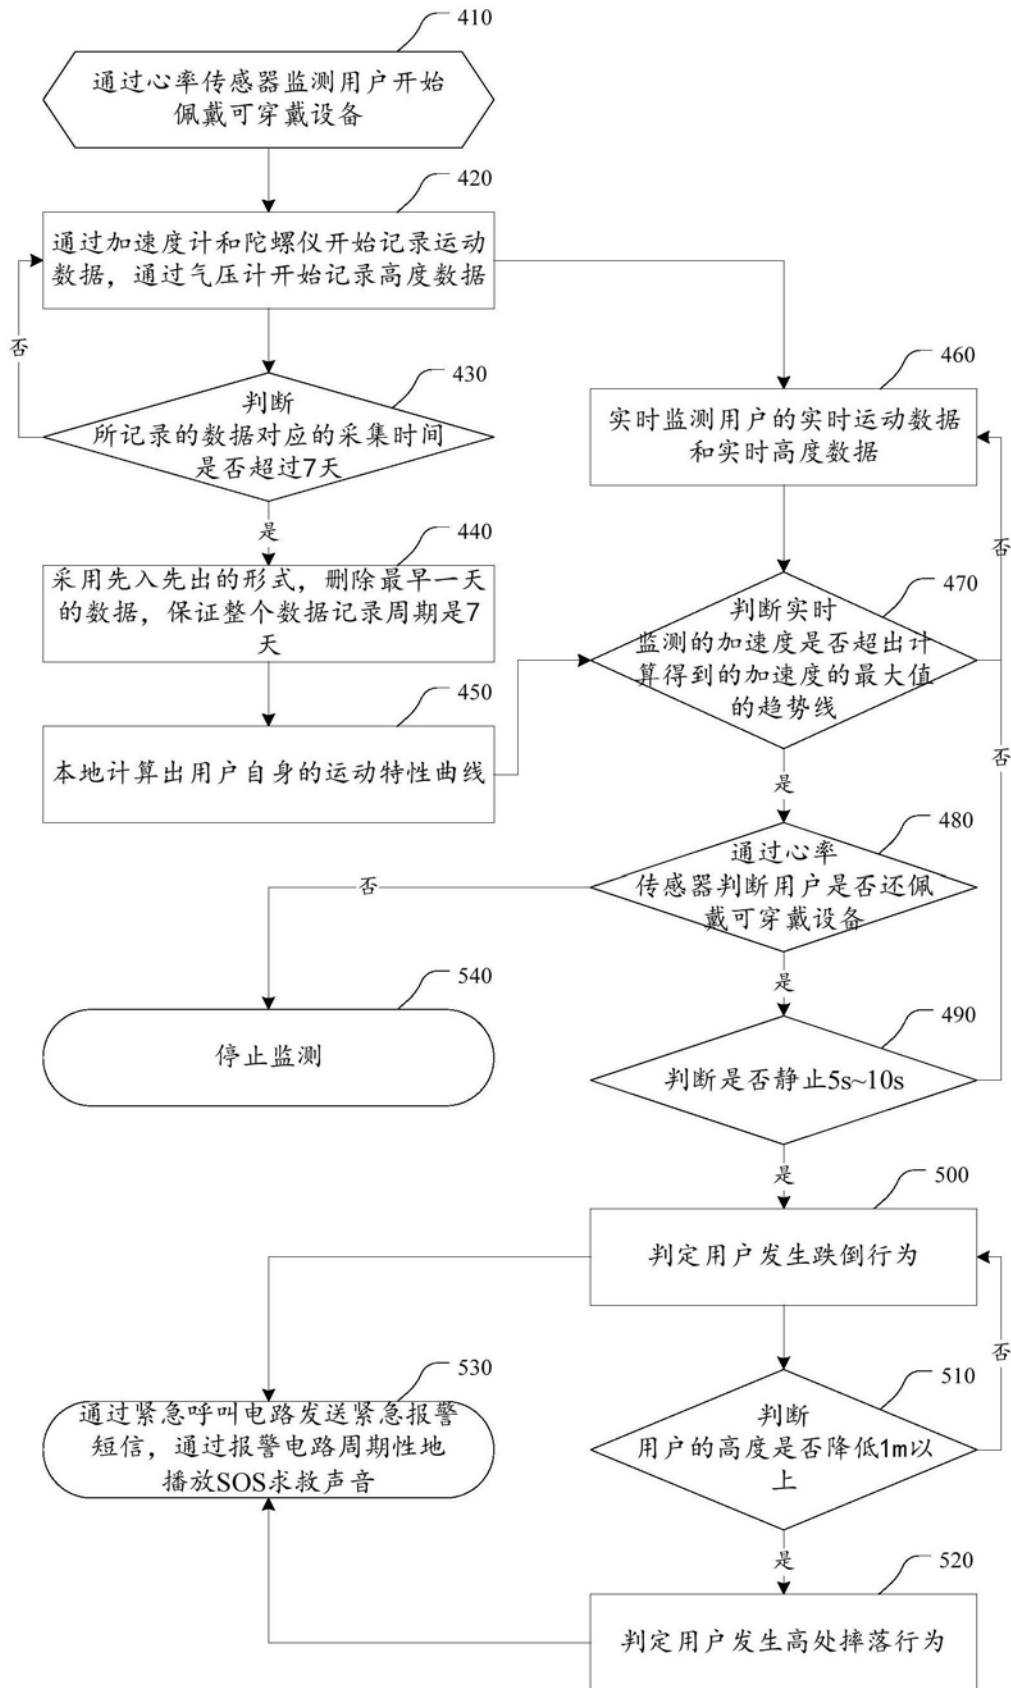 410
通过心率传感器监测用户开始
佩戴可穿戴设备
420
通过加速度计和陀螺仪开始记录运动
数据，通过气压计开始记录高度数据
否
430
判断
所记录的数据对应的采集时间
是否超过7天
是
440
采用先入先出的形式，删除最早一天
的数据，保证整个数据记录周期是7
天
450
本地计算出用户自身的运动特性曲线
460
实时监测用户的实时运动数据
和实时高度数据
否
470
判断实时
监测的加速度是否超出计
算得到的加速度的最大值
的趋势线
否
是
480
通过心率
传感器判断用户是否还佩
戴可穿戴设备
否
是
540
停止监测
490
判断是否静止5s~10s
是
500
判定用户发生跌倒行为
否
510
判断
用户的高度是否降低1m以
上
是
520
判定用户发生高处摔落行为
530
通过紧急呼叫电路发送紧急报警
短信，通过报警电路周期性地
播放SOS求救声音